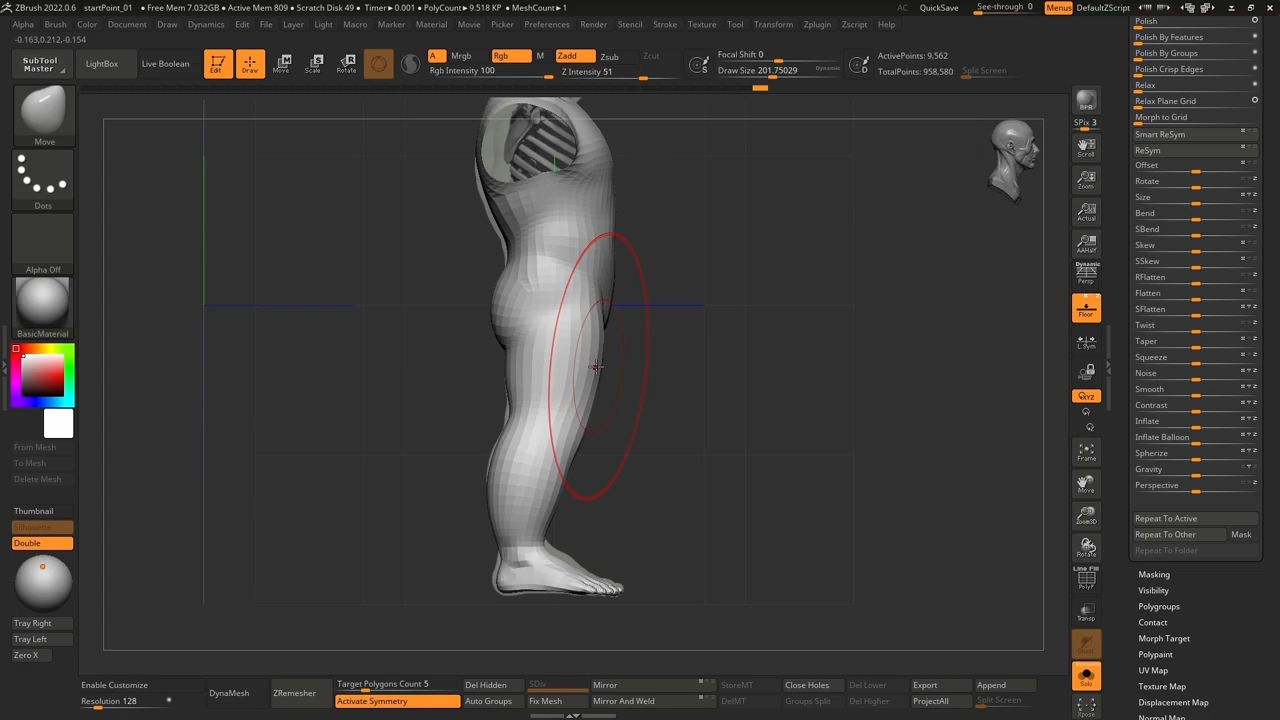 ZBrush 2022.0.6 startPoint_01 • Free Mem 7.032GB • Active Mem 809 • Scratch Disk 49 • Timer▶0.001 • PolyCount▶9.518 KP • MeshCount▶1
AC QuickSave See-through 0 Menus DefaultZScript
Alpha Brush Color Document Draw Dynamics Edit File Layer Light Macro Marker Material Movie Picker Preferences Render Stencil Stroke Texture Tool Transform Zplugin Zscript Help
-0.163,0.212,-0.154
SubTool Master
LightBox
Live Boolean
Edit
Draw
Move
Scale
Rotate
A Mrgb Rgb M Zadd Zsub Zcut
Rgb Intensity 100
Z Intensity 51
Focal Shift 0
Draw Size 201.75029 Dynamic
S
D
ActivePoints: 9,562
TotalPoints: 958,580
Split Screen
Move
Dots
Alpha Off
BasicMaterial
From Mesh
To Mesh
Delete Mesh
Thumbnail
Silhouette
Double
Tray Right
Tray Left
Zero X
BPR
SPix 3
Scroll
Zoom
Actual
AAHalf
Dynamic
Persp
Floor
L.Sym
XYZ
Frame
Move
Zoom3D
Rotate
Line Fill
PolyF
Transp
Ghost
Solo
Xpose
Polish
Polish By Features
Polish By Groups
Polish Crisp Edges
Relax
Relax Plane Grid
Morph to Grid
Smart ReSym
ReSym
Offset
Rotate
Size
Bend
SBend
Skew
SSkew
RFlatten
Flatten
SFlatten
Twist
Taper
Squeeze
Noise
Smooth
Contrast
Inflate
Inflate Balloon
Spherize
Gravity
Perspective
Repeat To Active
Repeat To Other Mask
Repeat To Folder
Masking
Visibility
Polygroups
Contact
Morph Target
Polypaint
UV Map
Texture Map
Displacement Map
Normal Map
Enable Customize
Resolution 128
DynaMesh
ZRemesher
Target Polygons Count 5
Activate Symmetry
Del Hidden
Auto Groups
SDiv
Fix Mesh
Mirror
Mirror And Weld
StoreMT
DelMT
Close Holes
Groups Split
Del Lower
Del Higher
Export
ProjectAll
Append
Split Screen